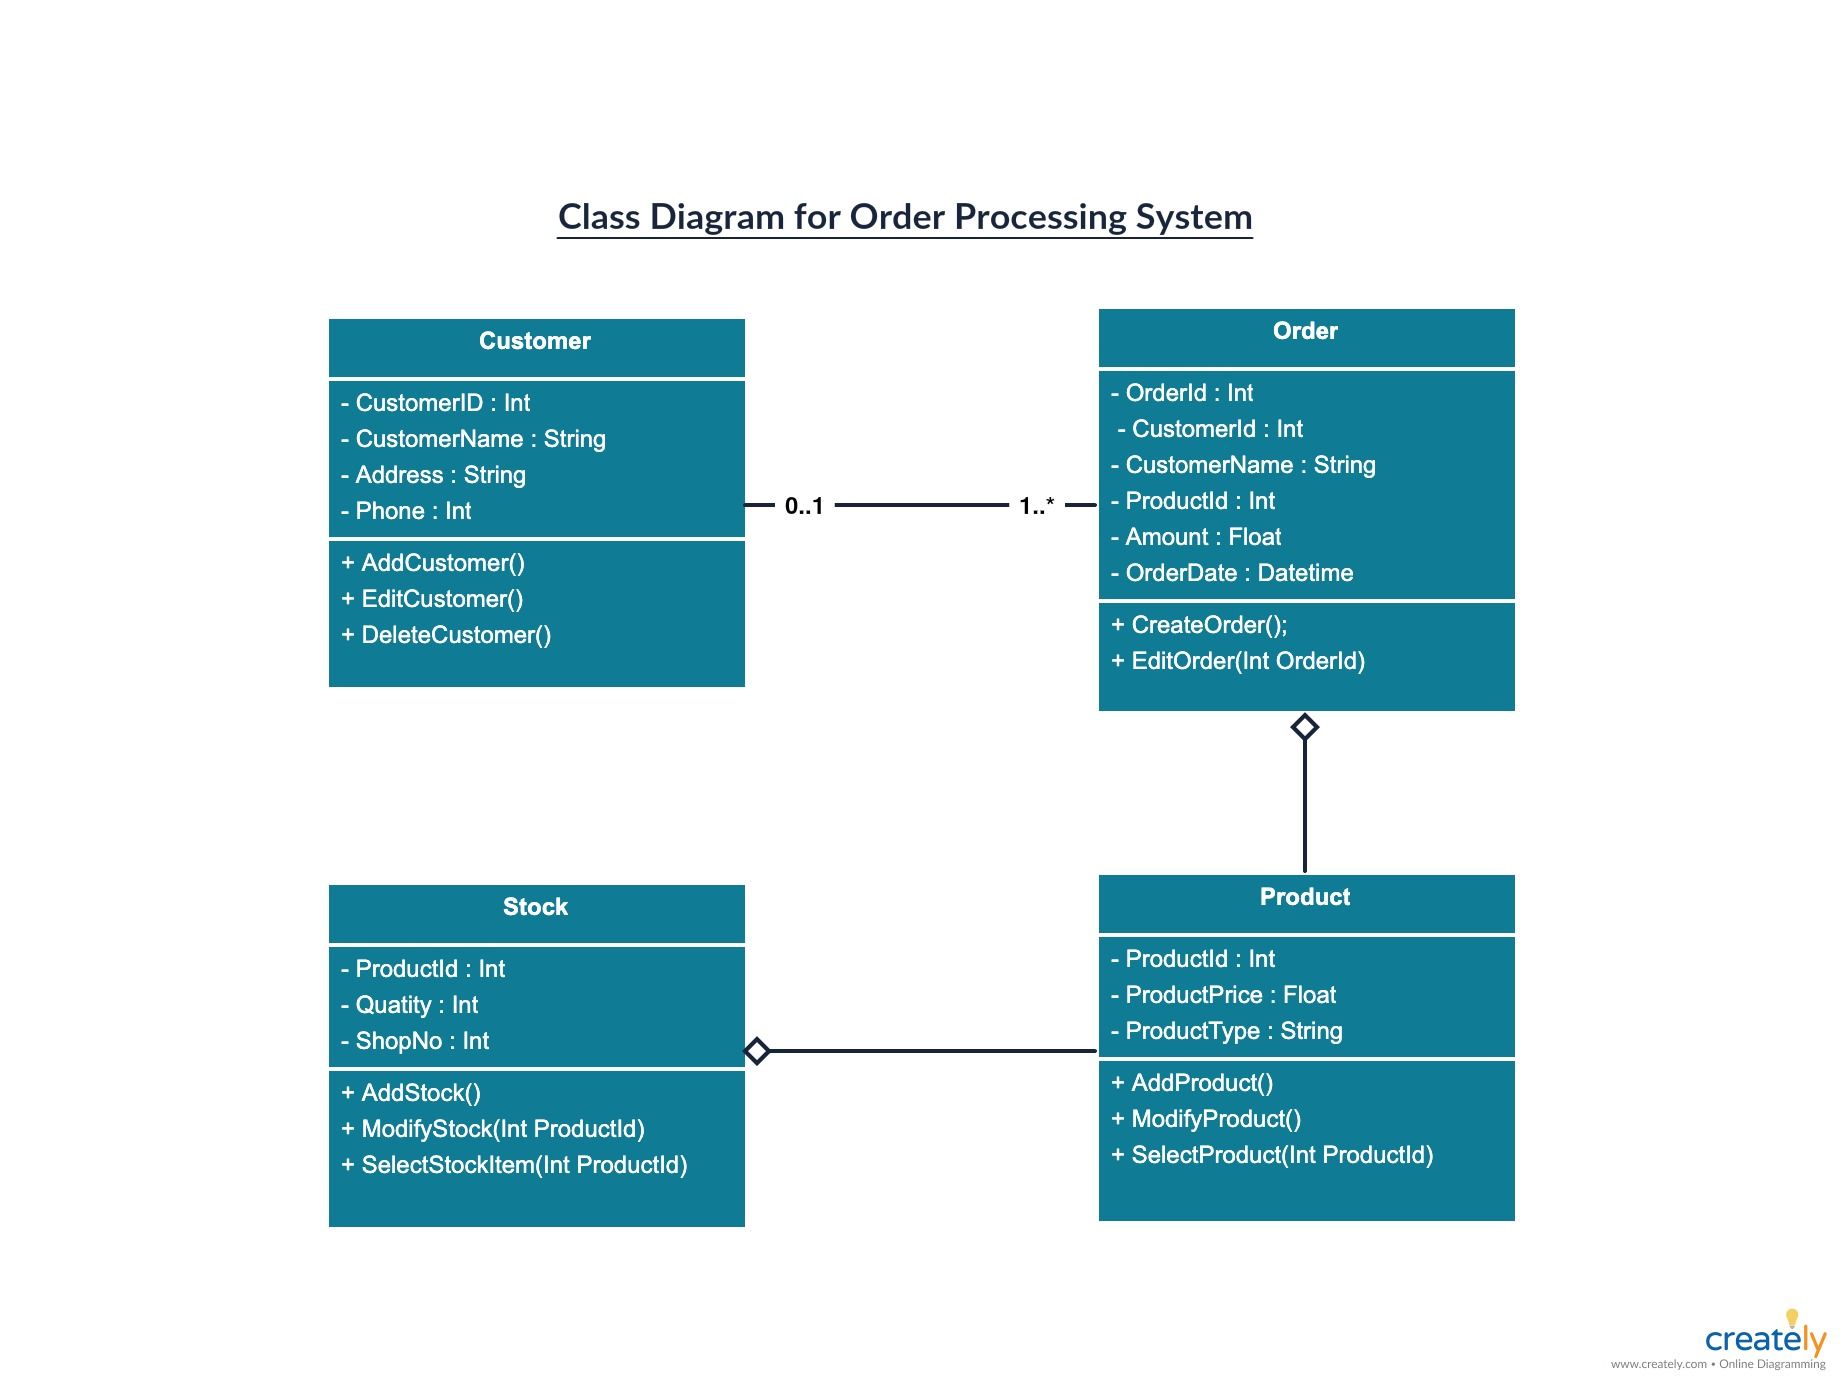 Class Diagram for Order Processing System
Customer
- CustomerID : Int
- CustomerName : String
- Address : String
- Phone : Int
+ AddCustomer()
+ EditCustomer()
+ DeleteCustomer()
0..1
1..*
Order
- OrderId : Int
- CustomerId : Int
- CustomerName : String
- ProductId : Int
- Amount : Float
- OrderDate : Datetime
+ CreateOrder();
+ EditOrder(Int OrderId)
Stock
- ProductId : Int
- Quatity : Int
- ShopNo : Int
+ AddStock()
+ ModifyStock(Int ProductId)
+ SelectStockItem(Int ProductId)
Product
- ProductId : Int
- ProductPrice : Float
- ProductType : String
+ AddProduct()
+ ModifyProduct()
+ SelectProduct(Int ProductId)
creately
www.creately.com • Online Diagramming